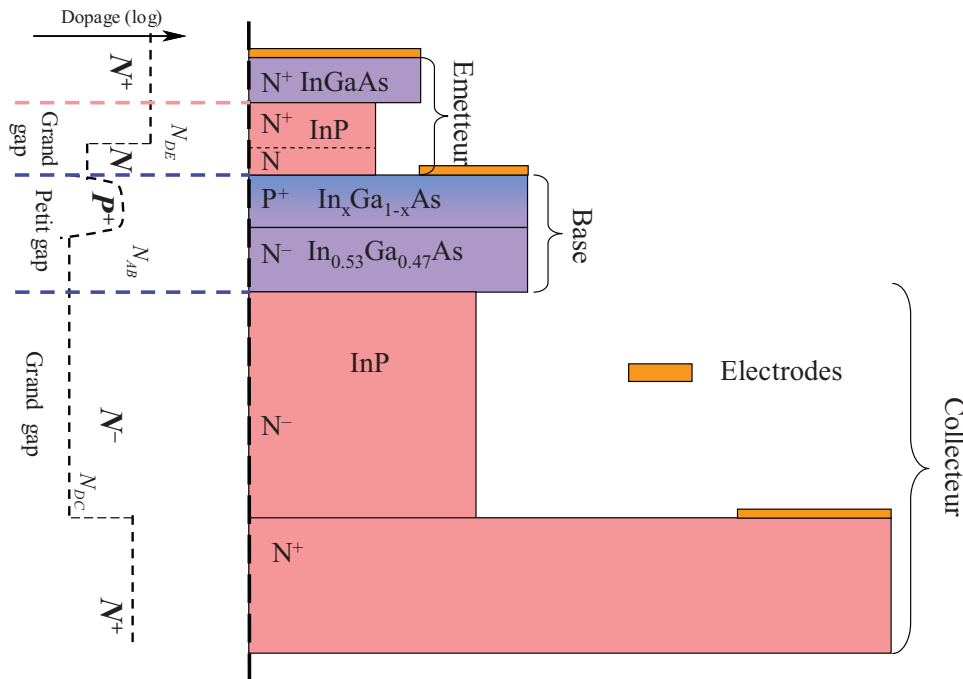 Dopage (log)
N+
Grand
gap
N
N_DE
P+
Petit gap
N_AB
Grand gap
N–
N_DC
N+
N+ InGaAs
N+
InP
N
Emetteur
P+ InxGa1-xAs
N– In0.53Ga0.47As
Base
InP
N–
Electrodes
N+
Collecteur